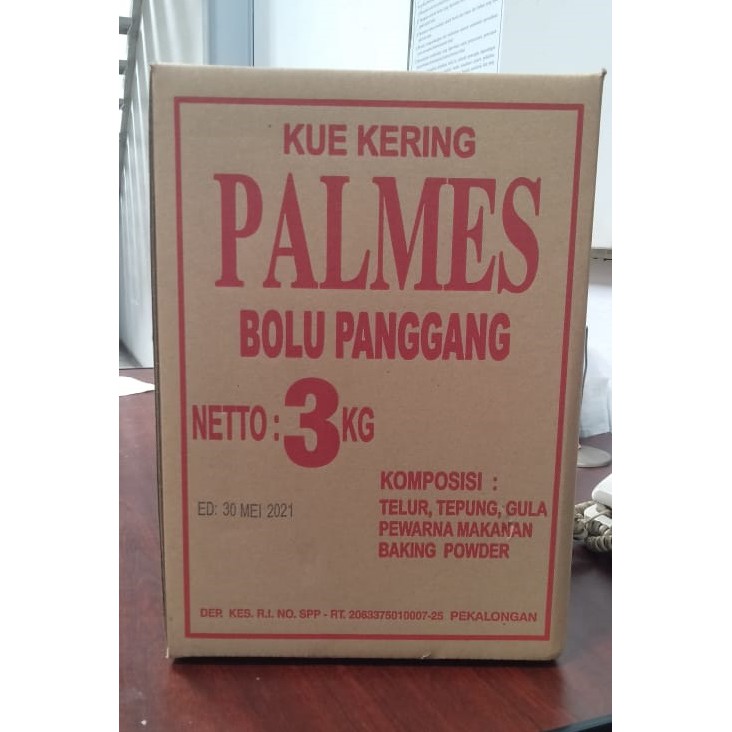 KUE KERING
PALMES
BOLU PANGGANG
NETTO : 3 KG
KOMPOSISI :
TELUR, TEPUNG, GULA
PEWARNA MAKANAN
BAKING POWDER
ED: 30 MEI 2021
DEP. KES. R.I. NO. SPP - RT. 2063375010007-25 PEKALONGAN